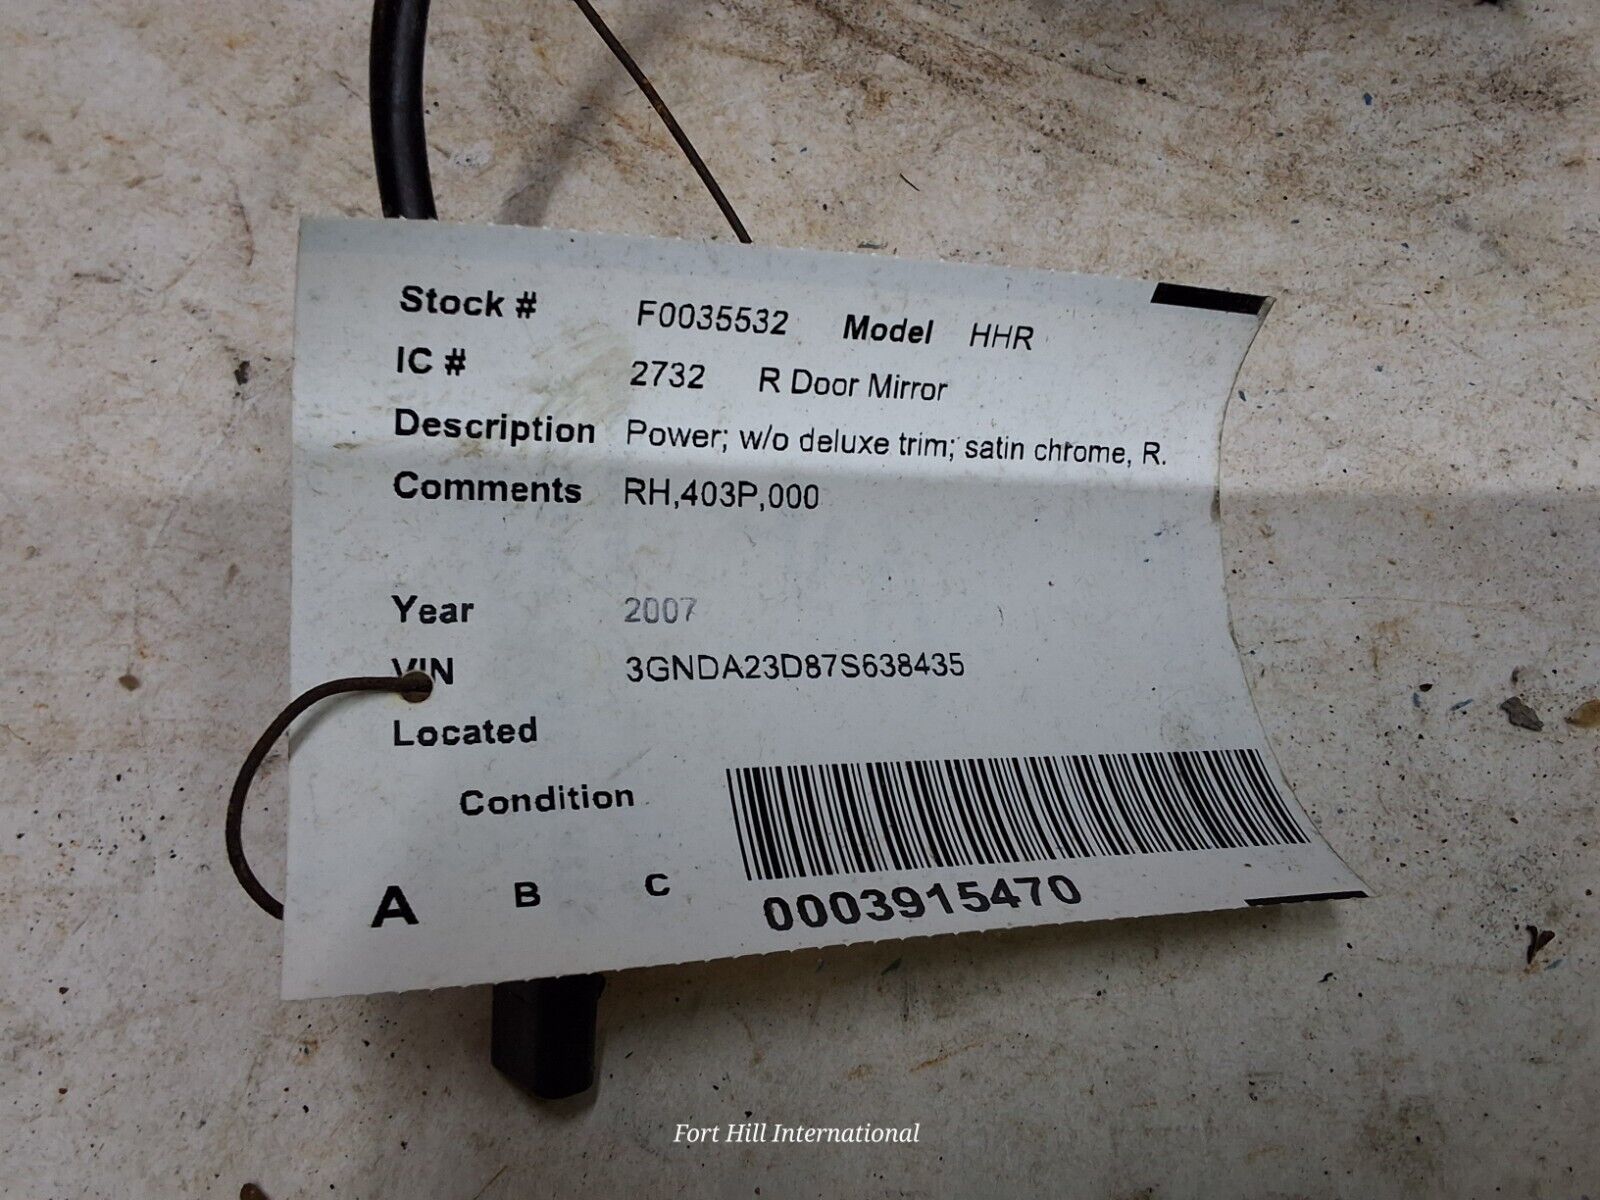 Stock # F0035532 Model HHR
IC # 2732 R Door Mirror
Description Power; w/o deluxe trim; satin chrome, R.
Comments RH,403P,000
Year 2007
VIN 3GNDA23D87S638435
Located
Condition
A B C
0003915470
Fort Hill International